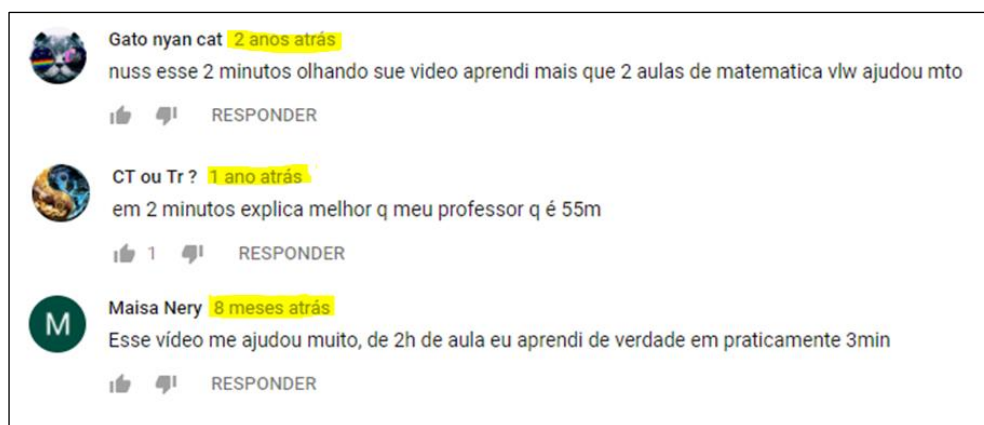 Gato nyan cat 2 anos atrás
nuss esse 2 minutos olhando sue video aprendi mais que 2 aulas de matematica vlw ajudou mto
RESPONDER
CT ou Tr ? 1 ano atrás
em 2 minutos explica melhor q meu professor q é 55m
1 RESPONDER
M
Maisa Nery 8 meses atrás
Esse vídeo me ajudou muito, de 2h de aula eu aprendi de verdade em praticamente 3min
RESPONDER